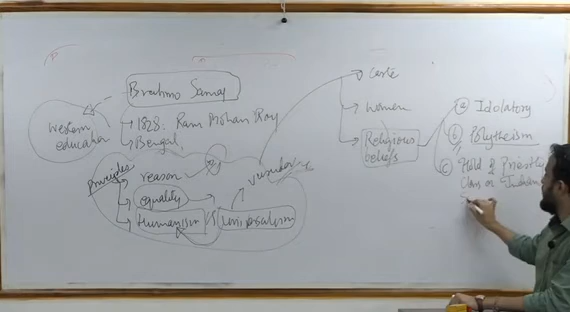 Brahmo Samaj
Western
education
1828. Ram Mohan Roy
Bengal
Principles
reason
equality
Humanism
Caste
Women
Religious
beliefs
a Idolatory
b Polytheism
c Hold of Priestly
Class on Indian